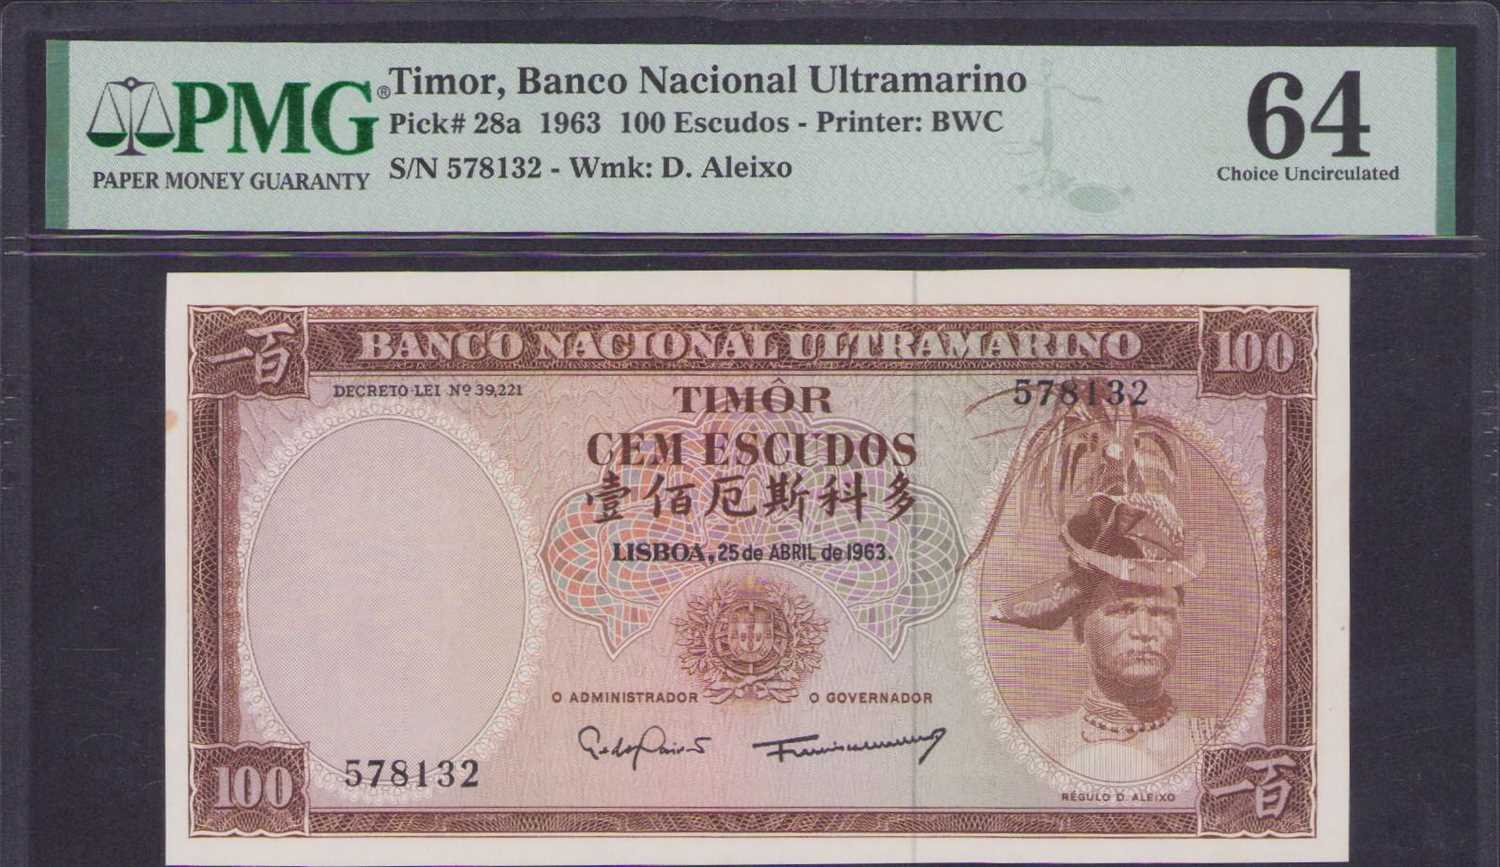 PMG®
PAPER MONEY GUARANTY
Timor, Banco Nacional Ultramarino
Pick# 28a 1963 100 Escudos - Printer: BWC
S/N 578132 - Wmk: D. Aleixo
64
Choice Uncirculated
一百
BANCO NACIONAL ULTRAMARINO
100
DECRETO-LEI Nº 39,221
TIMÔR
578132
CEM ESCUDOS
壹佰厄斯科多
LISBOA, 25 de ABRIL de 1963.
O ADMINISTRADOR
O GOVERNADOR
100
578132
RÉGULO D. ALEIXO
一百